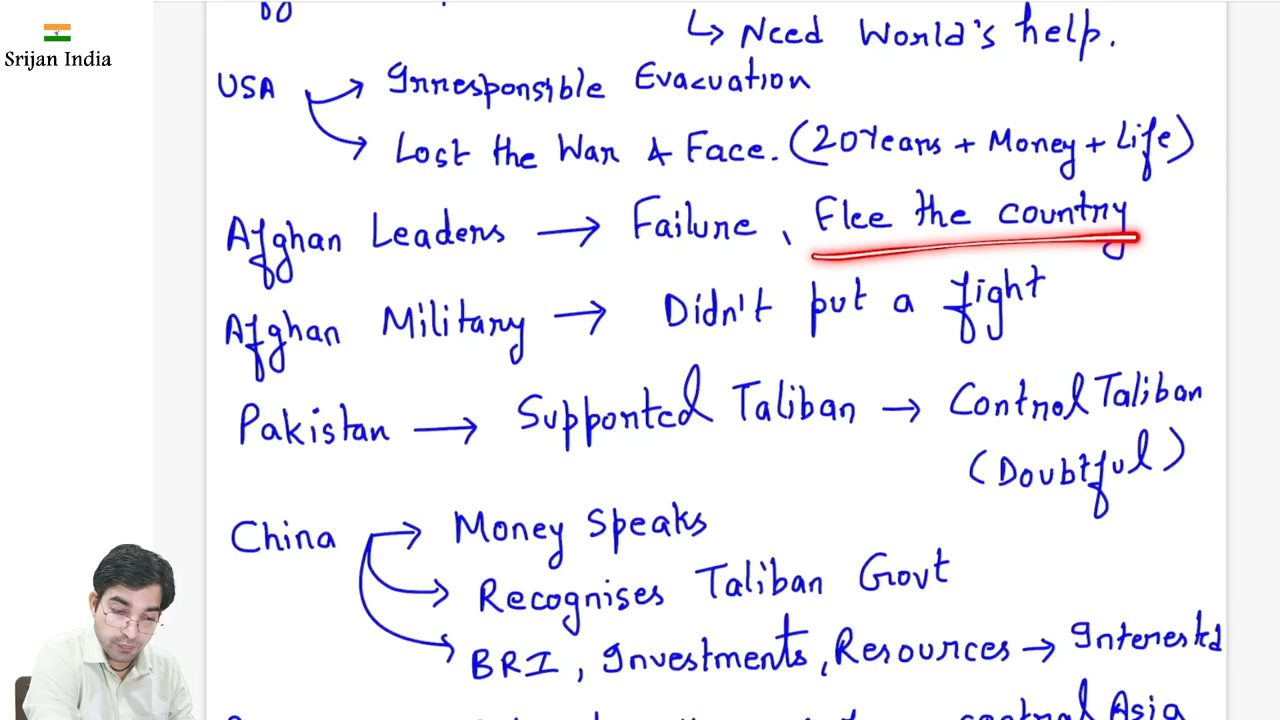 Srijan India
↳ Need World's help.
USA → Irresponsible Evacuation
→ Lost the War & Face. (20 Years + Money + Life)
Afghan Leaders → Failure, Flee the country
Afghan Military → Didn't put a fight
Pakistan → Supported Taliban → Control Taliban
(Doubtful)
China → Money Speaks
→ Recognises Taliban Govt
→ BRI, Investments, Resources → Interested
central Asia